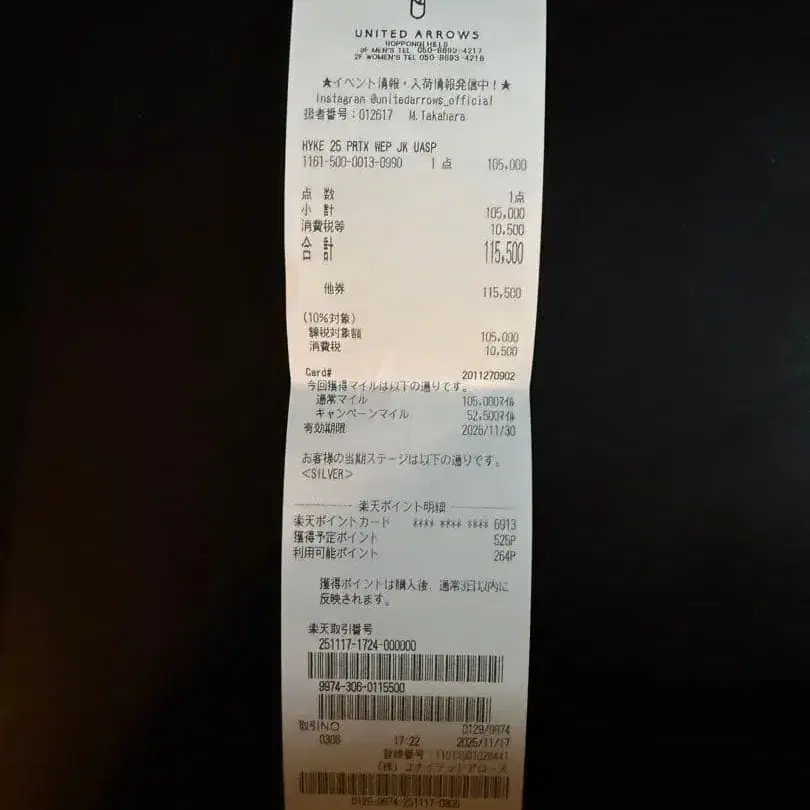 UNITED ARROWS
ROPPONGI HILLS
2F MEN'S TEL 050-8893-4217
2F WOMEN'S TEL 050-8893-4218
★イベント情報・入荷情報発信中！★
Instagram @unitedarrows_official
扱者番号：012617 M.Takahara
HYKE 25 PRTX WEP JK UASP
1161-500-0013-0990 1 点 105,000
点 数 1点
小 計 105,000
消費税等 10,500
合 計 115,500
他券 115,500
(10%対象)
課税対象額 105,000
消費税 10,500
Card# 2011270902
今回獲得マイルは以下の通りです。
通常マイル 105,000ﾏｲﾙ
キャンペーンマイル 52,500ﾏｲﾙ
有効期限 2026/11/30
お客様の当期ステージは以下の通りです。
<SILVER>
楽天ポイント明細
楽天ポイントカード **** **** **** 6913
獲得予定ポイント 525P
利用可能ポイント 264P
獲得ポイントは購入後、通常3日以内に
反映されます。
楽天取引番号
251117-1724-000000
9974-306-0115500
取引NO 0129/9974
0308 17:22 2025/11/17
登録番号：
(株) ユナイテッドアローズ